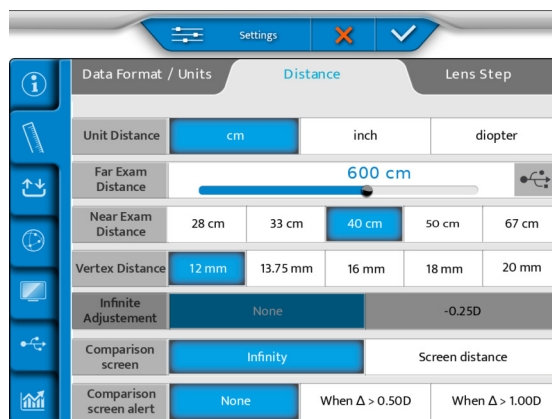 Settings
Data Format / Units Distance Lens Step
Unit Distance cm inch diopter
Far Exam Distance 600 cm
Near Exam Distance 28 cm 33 cm 40 cm 50 cm 67 cm
Vertex Distance 12 mm 13.75 mm 16 mm 18 mm 20 mm
Infinite Adjustement None -0.25D
Comparison screen Infinity Screen distance
Comparison screen alert None When Δ > 0.50D When Δ > 1.00D